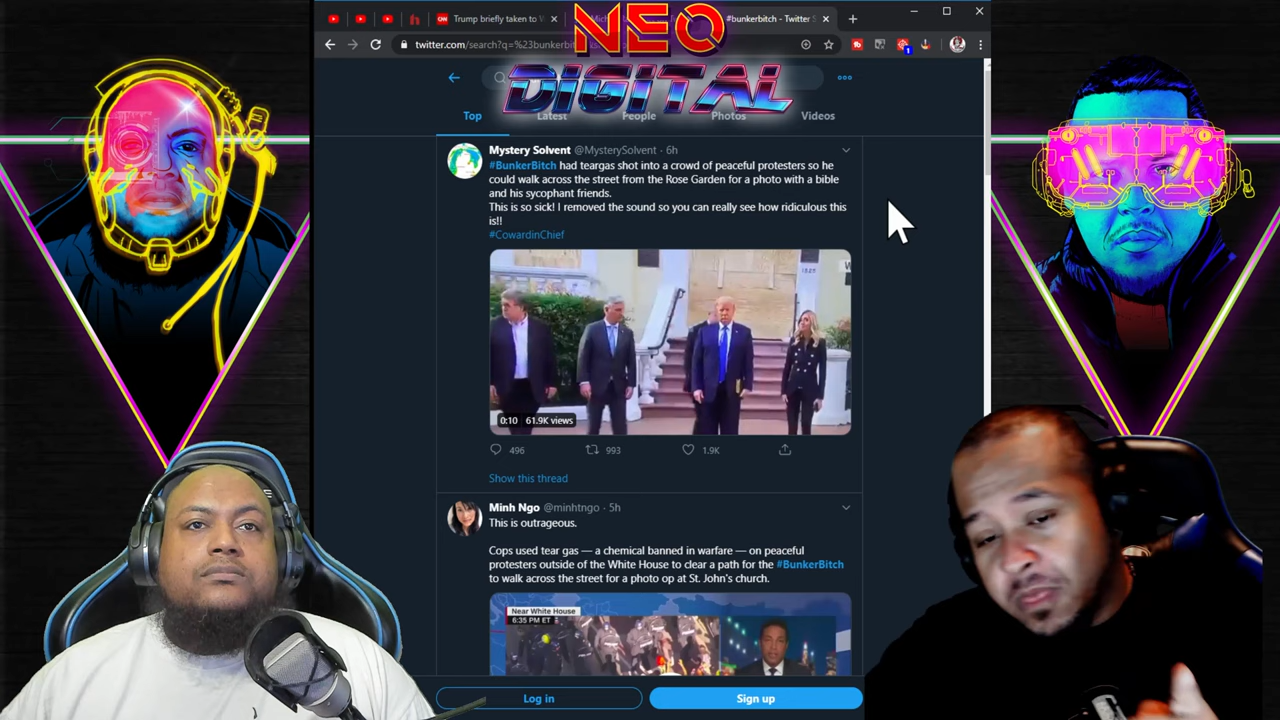 Trump briefly taken to
#bunkerbitch - Twitter S
twitter.com/search?q=%23bunkerbit
NEO
DIGITAL
Top
Latest
People
Photos
Videos
Mystery Solvent @MysterySolvent · 6h
#BunkerBitch had teargas shot into a crowd of peaceful protesters so he
could walk across the street from the Rose Garden for a photo with a bible
and his sycophant friends.
This is so sick! I removed the sound so you can really see how ridiculous this
is!!
#CowardinChief
0:10 61.9K views
496
993
1.9K
Show this thread
Minh Ngo @minhtngo · 5h
This is outrageous.
Cops used tear gas — a chemical banned in warfare — on peaceful
protesters outside of the White House to clear a path for the #BunkerBitch
to walk across the street for a photo op at St. John's church.
Near White House
6:35 PM ET
Log in
Sign up